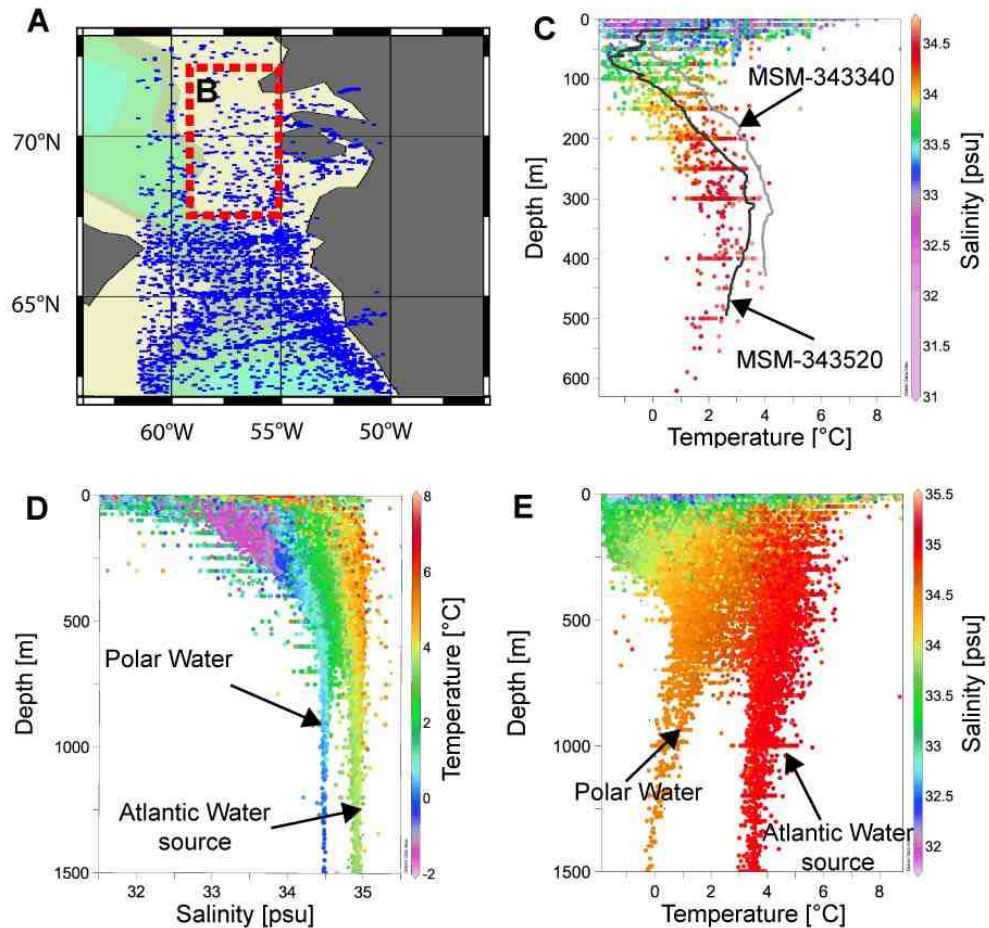 A
B
70°N
65°N
60°W
55°W
50°W
C
0
100
200
300
400
500
600
Depth [m]
MSM-343340
MSM-343520
0
2
4
6
8
Temperature [°C]
34.5
34
33.5
33
32.5
32
31.5
31
Salinity [psu]
D
0
500
1000
1500
Depth [m]
Polar Water
Atlantic Water
source
32
33
34
35
Salinity [psu]
8
6
4
2
0
-2
Temperature [°C]
E
0
500
1000
1500
Depth [m]
Polar Water
Atlantic Water
source
0
2
4
6
8
Temperature [°C]
35.5
35
34.5
34
33.5
33
32.5
32
Salinity [psu]